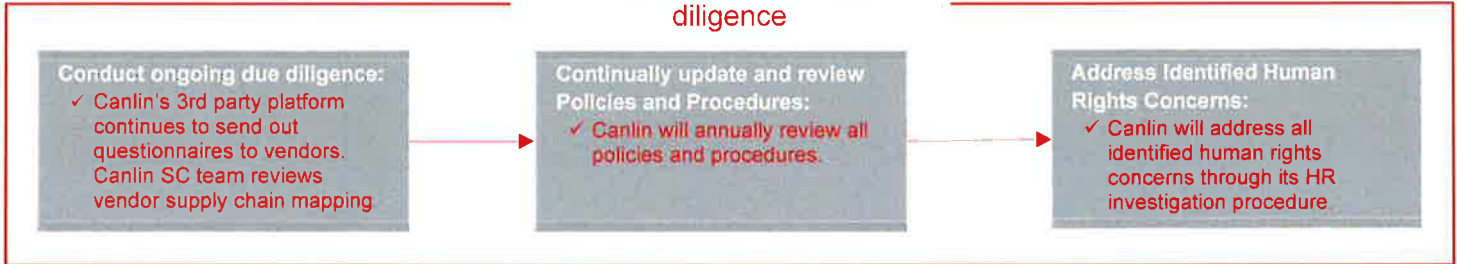 diligence
Conduct ongoing due diligence:
✓ Canlin's 3rd party platform
continues to send out
questionnaires to vendors.
Canlin SC team reviews
vendor supply chain mapping
Continually update and review
Policies and Procedures:
✓ Canlin will annually review all
policies and procedures.
Address Identified Human
Rights Concerns:
✓ Canlin will address all
identified human rights
concerns through its HR
investigation procedure